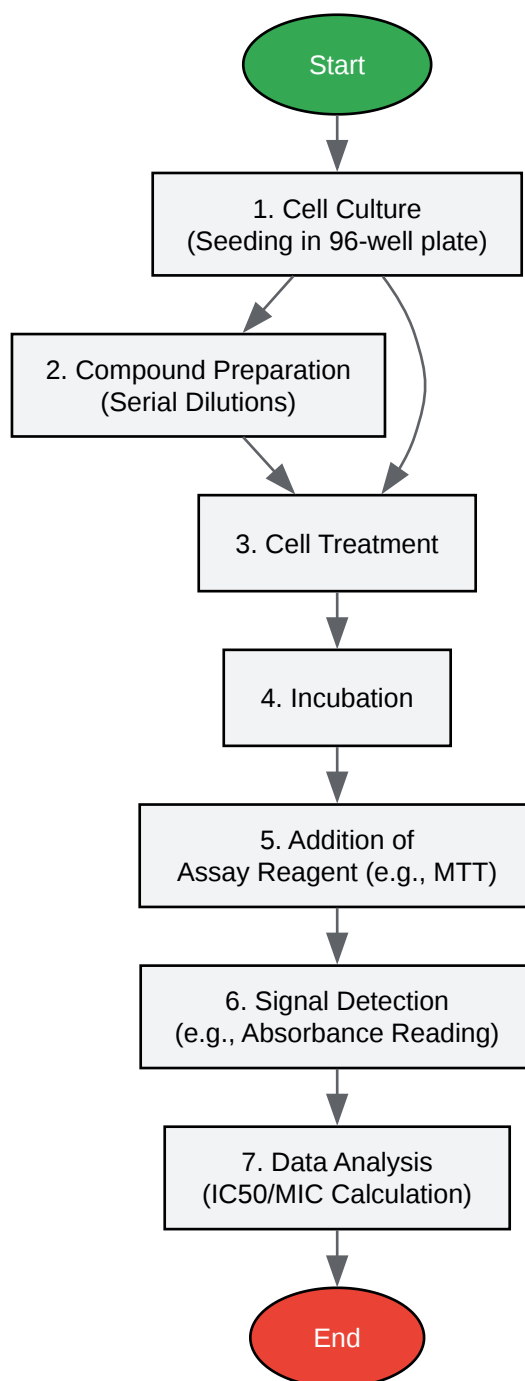 Start
1. Cell Culture
(Seeding in 96-well plate)
2. Compound Preparation
(Serial Dilutions)
3. Cell Treatment
4. Incubation
5. Addition of
Assay Reagent (e.g., MTT)
6. Signal Detection
(e.g., Absorbance Reading)
7. Data Analysis
(IC50/MIC Calculation)
End